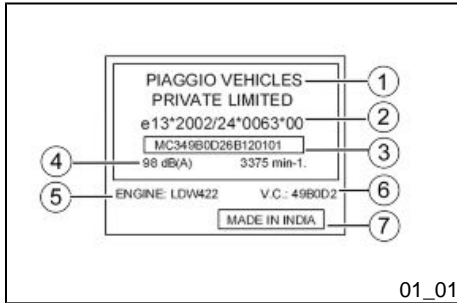 PIAGGIO VEHICLES 1
PRIVATE LIMITED
e13*2002/24*0063*00 2
MC349B0D26B120101 3
4 98 dB(A) 3375 min-1.
5 ENGINE: LDW422 V.C.: 49B0D2 6
MADE IN INDIA 7
01_01